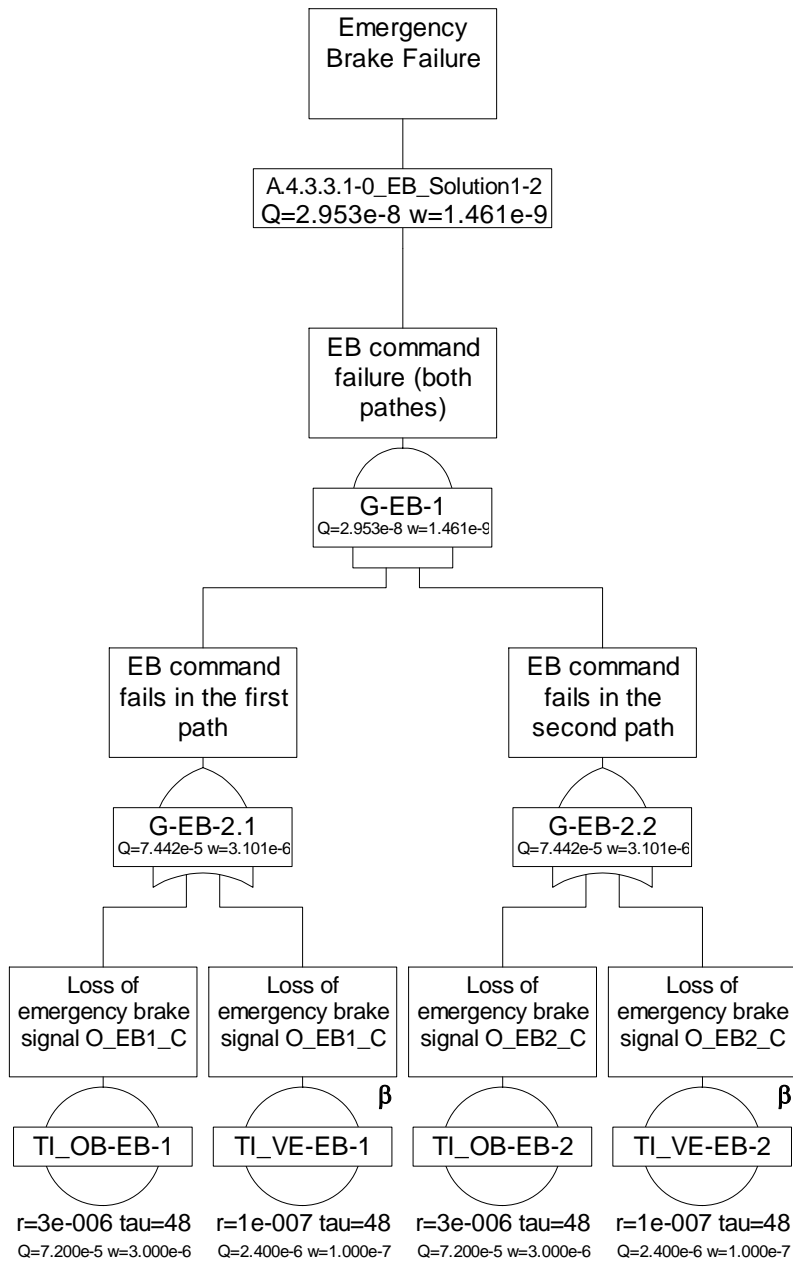 Emergency
Brake Failure
A.4.3.3.1-0_EB_Solution1-2
Q=2.953e-8 w=1.461e-9
EB command
failure (both
pathes)
G-EB-1
Q=2.953e-8 w=1.461e-9
EB command
fails in the first
path
EB command
fails in the
second path
G-EB-2.1
Q=7.442e-5 w=3.101e-6
G-EB-2.2
Q=7.442e-5 w=3.101e-6
Loss of
emergency brake
signal O_EB1_C
Loss of
emergency brake
signal O_EB1_C
Loss of
emergency brake
signal O_EB2_C
Loss of
emergency brake
signal O_EB2_C
β
β
TI_OB-EB-1
TI_VE-EB-1
TI_OB-EB-2
TI_VE-EB-2
r=3e-006 tau=48
Q=7.200e-5 w=3.000e-6
r=1e-007 tau=48
Q=2.400e-6 w=1.000e-7
r=3e-006 tau=48
Q=7.200e-5 w=3.000e-6
r=1e-007 tau=48
Q=2.400e-6 w=1.000e-7